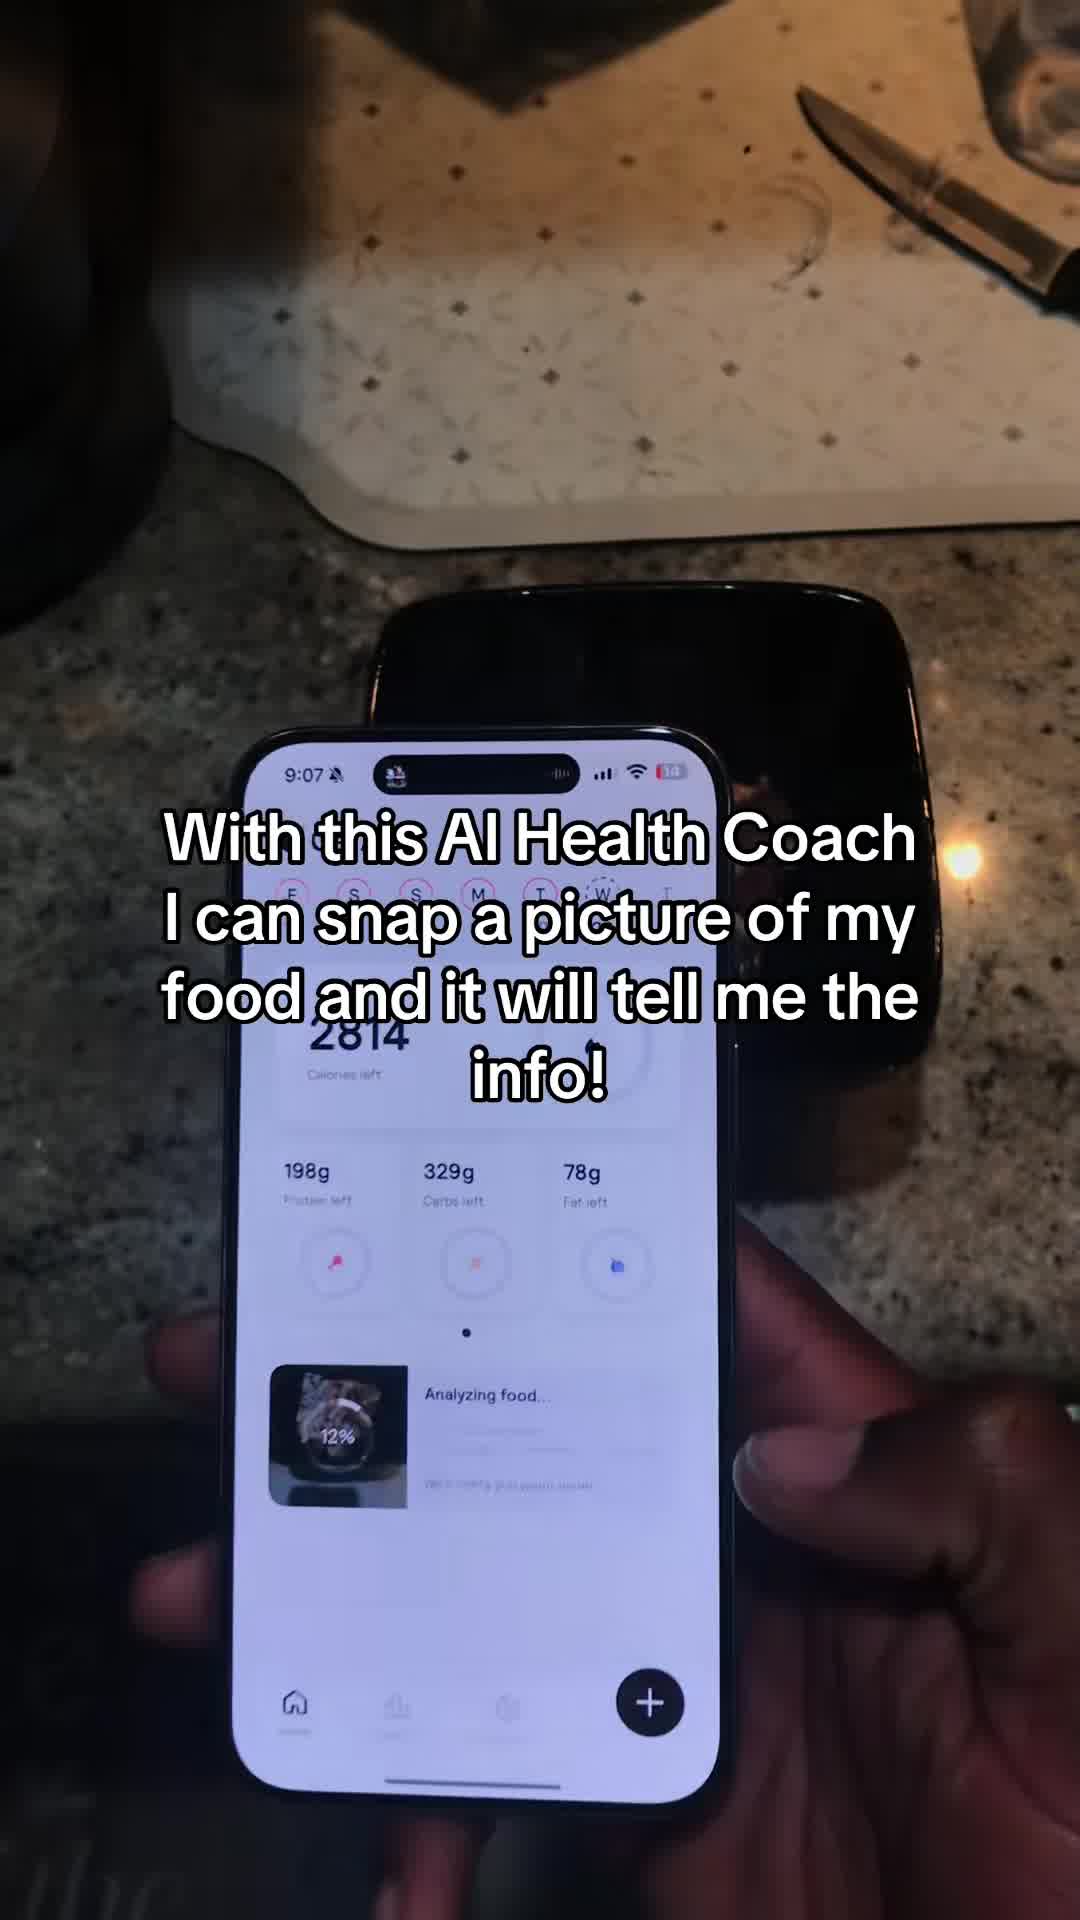 9:07
14
With this AI Health Coach
F S S M T W T
I can snap a picture of my
food and it will tell me the
info!
2814
Calories left
198g 329g 78g
Protein left Carbs left Fat left
Analyzing food...
12%